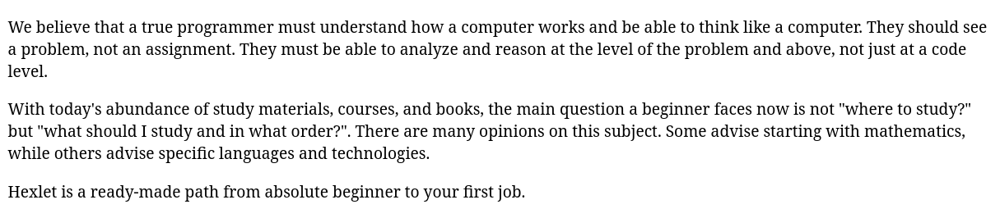 We believe that a true programmer must understand how a computer works and be able to think like a computer. They should see
a problem, not an assignment. They must be able to analyze and reason at the level of the problem and above, not just at a code
level.
With today's abundance of study materials, courses, and books, the main question a beginner faces now is not "where to study?"
but "what should I study and in what order?". There are many opinions on this subject. Some advise starting with mathematics,
while others advise specific languages and technologies.
Hexlet is a ready-made path from absolute beginner to your first job.